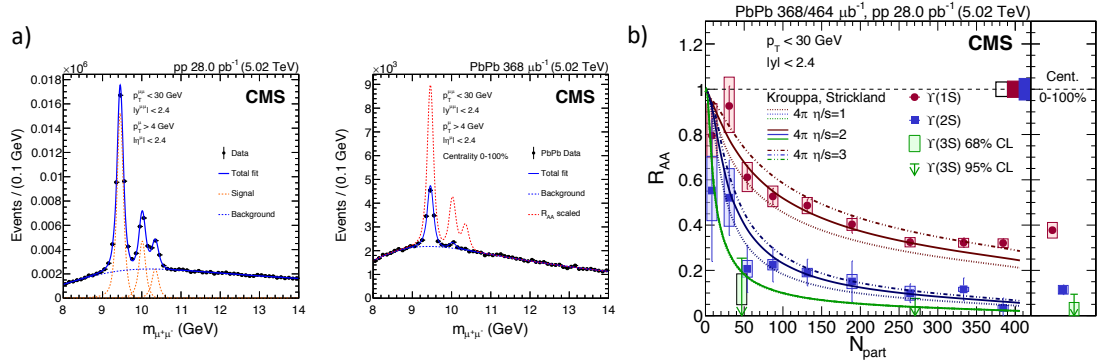 a)
pp 28.0 pb⁻¹ (5.02 TeV)
×10⁶
0.018
0.016
0.014
0.012
0.01
0.008
0.006
0.004
0.002
0
Events / (0.1 GeV)
p_T^μμ < 30 GeV
|y^μμ| < 2.4
p_T^μ > 4 GeV
|η^μ| < 2.4
CMS
Data
Total fit
Signal
Background
8 9 10 11 12 13 14
m_μ⁺μ⁻ (GeV)
PbPb 368 μb⁻¹ (5.02 TeV)
×10³
9
8
7
6
5
4
3
2
1
0
Events / (0.1 GeV)
p_T^μμ < 30 GeV
|y^μμ| < 2.4
p_T^μ > 4 GeV
|η^μ| < 2.4
Centrality 0-100%
CMS
PbPb Data
Total fit
Background
R_AA scaled
8 9 10 11 12 13 14
m_μ⁺μ⁻ (GeV)
b)
PbPb 368/464 μb⁻¹, pp 28.0 pb⁻¹ (5.02 TeV)
1.2
1
0.8
0.6
0.4
0.2
0
R_AA
p_T < 30 GeV
|y| < 2.4
CMS
Cent.
0-100%
Krouppa, Strickland
4π η/s=1
4π η/s=2
4π η/s=3
ϒ(1S)
ϒ(2S)
ϒ(3S) 68% CL
ϒ(3S) 95% CL
0 50 100 150 200 250 300 350 400
N_part